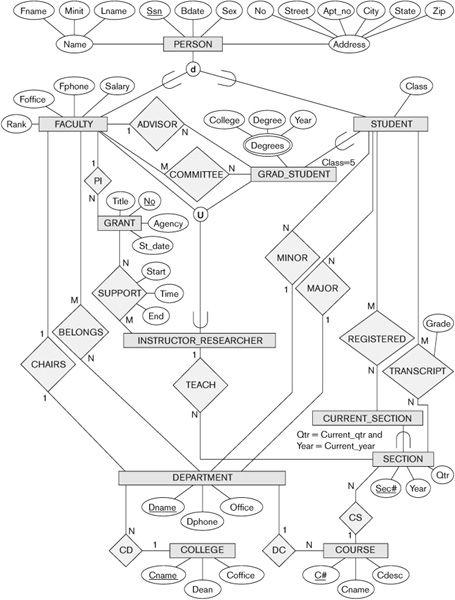 Fname Minit Lname Ssn Bdate Sex No Street Apt_no City State Zip
Name PERSON Address
d
Fphone Salary Class
Foffice
Rank FACULTY ADVISOR College Degree Year STUDENT
1 N
Degrees
COMMITTEE
M N
GRAD_STUDENT
Class=5
1
PI
N
Title No
U
GRANT Agency
St_date
N
N N
MINOR
Start
MAJOR
SUPPORT Time
1 1
End
M
M M
1
BELONGS
REGISTERED
Grade
M
INSTRUCTOR_RESEARCHER
CHAIRS
1
N
TRANSCRIPT
TEACH
1
N
N
N
CURRENT_SECTION
Qtr = Current_qtr and
Year = Current_year
SECTION
DEPARTMENT
Qtr
Sec# Year
Dname Office
N
Dphone
N 1
CS
CD 1 COLLEGE DC N 1 COURSE
Cname Coffice C# Cdesc
Dean Cname